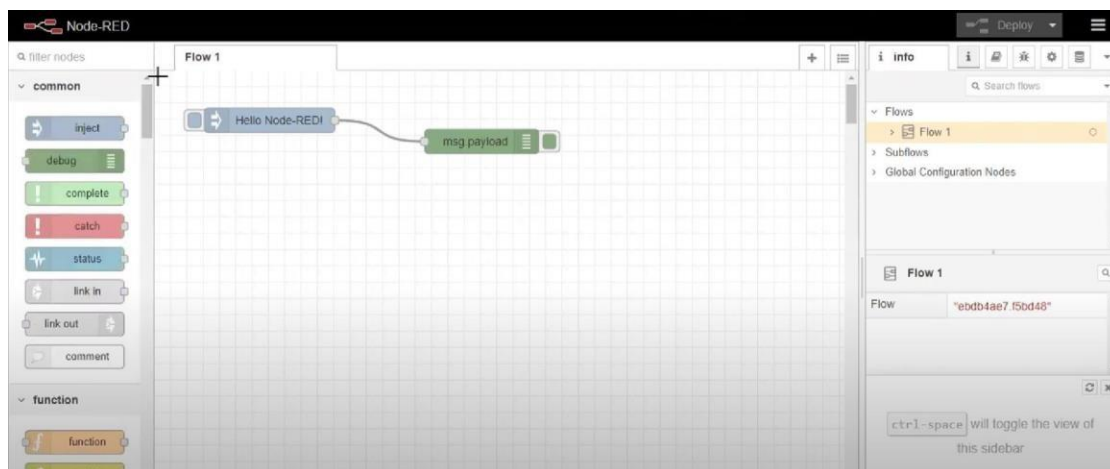 Node-RED
Deploy
filter nodes
Flow 1
i info
i
common
Search flows
inject
Hello Node-RED!
Flows
Flow 1
debug
msg payload
Subflows
complete
Global Configuration Nodes
catch
status
Flow 1
link in
Flow
"ebdb4ae7.f5bd48"
link out
comment
function
ctrl-space will toggle the view of
this sidebar
f function